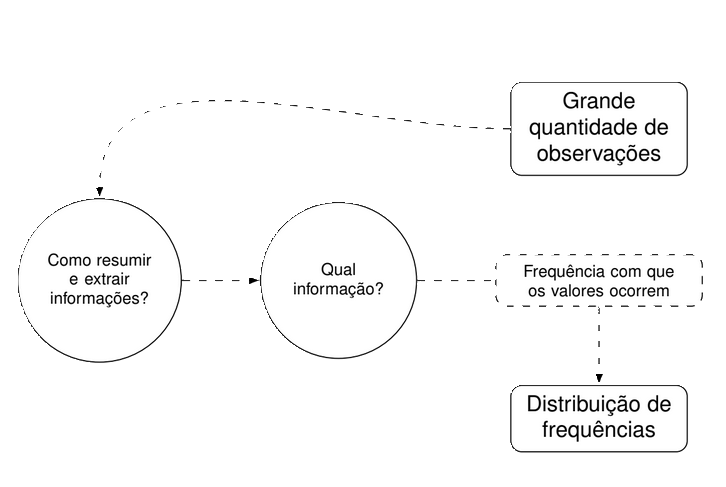 Grande
quantidade de
observações
Como resumir
e extrair
informações?
Qual
informação?
Frequência com que
os valores ocorrem
Distribuição de
frequências